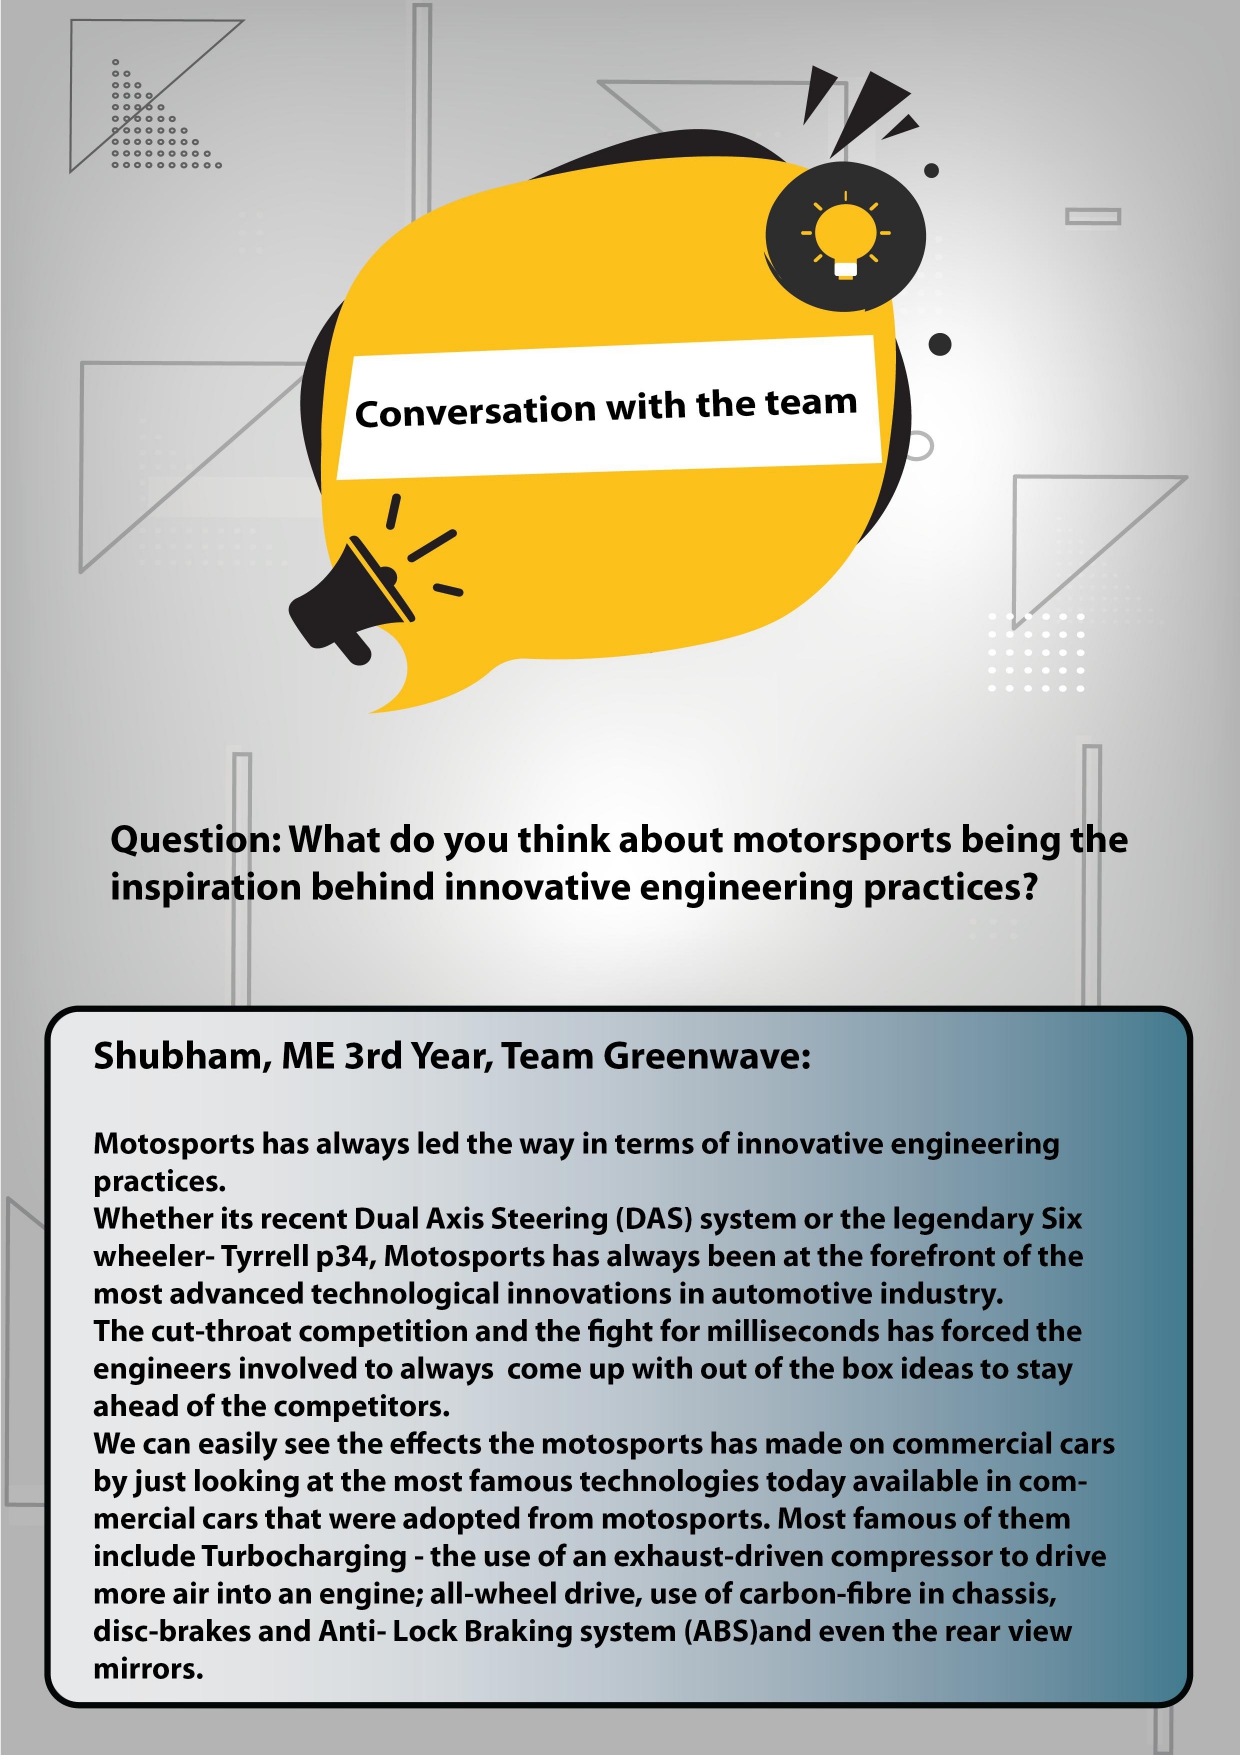 Conversation with the team
Question: What do you think about motorsports being the
inspiration behind innovative engineering practices?
Shubham, ME 3rd Year, Team Greenwave:
Motosports has always led the way in terms of innovative engineering
practices.
Whether its recent Dual Axis Steering (DAS) system or the legendary Six
wheeler- Tyrrell p34, Motosports has always been at the forefront of the
most advanced technological innovations in automotive industry.
The cut-throat competition and the fight for milliseconds has forced the
engineers involved to always  come up with out of the box ideas to stay
ahead of the competitors.
We can easily see the effects the motosports has made on commercial cars
by just looking at the most famous technologies today available in com-
mercial cars that were adopted from motosports. Most famous of them
include Turbocharging - the use of an exhaust-driven compressor to drive
more air into an engine; all-wheel drive, use of carbon-fibre in chassis,
disc-brakes and Anti- Lock Braking system (ABS)and even the rear view
mirrors.